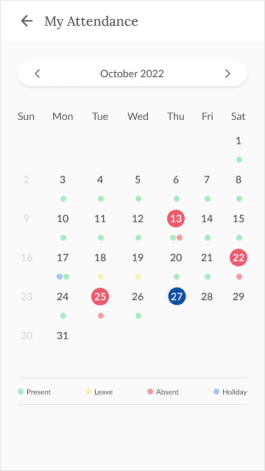 My Attendance
October 2022
Sun Mon Tue Wed Thu Fri Sat
1
2 3 4 5 6 7 8
9 10 11 12 13 14 15
16 17 18 19 20 21 22
23 24 25 26 27 28 29
30 31
Present Leave Absent Holiday